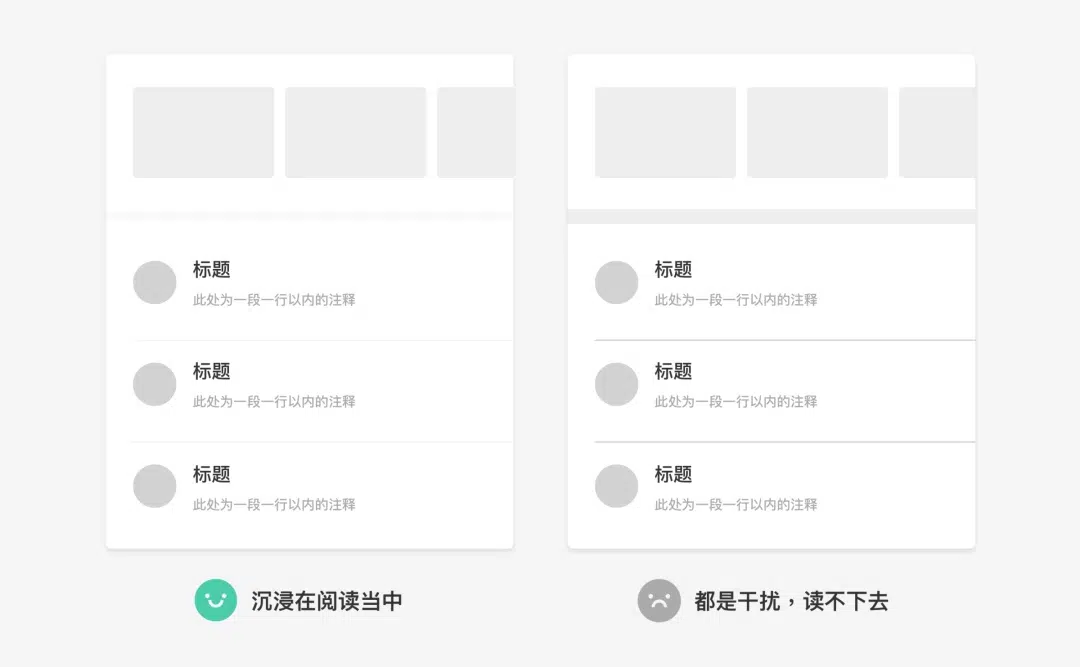 标题
此处为一段一行以内的注释
标题
此处为一段一行以内的注释
标题
此处为一段一行以内的注释
沉浸在阅读当中
标题
此处为一段一行以内的注释
标题
此处为一段一行以内的注释
标题
此处为一段一行以内的注释
都是干扰，读不下去